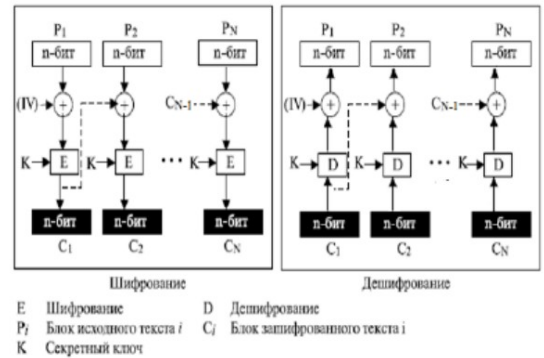 P1 P2 PN
n-бит n-бит n-бит
(IV) + + CN-1 +
K E K E ••• K E
n-бит n-бит n-бит
C1 C2 CN
Шифрование
P1 P2 PN
n-бит n-бит n-бит
(IV) + + CN-1 +
K D K D ••• K D
n-бит n-бит n-бит
C1 C2 CN
Дешифрование
E Шифрование D Дешифрование
Pi Блок исходного текста i Ci Блок зашифрованного текста i
K Секретный ключ